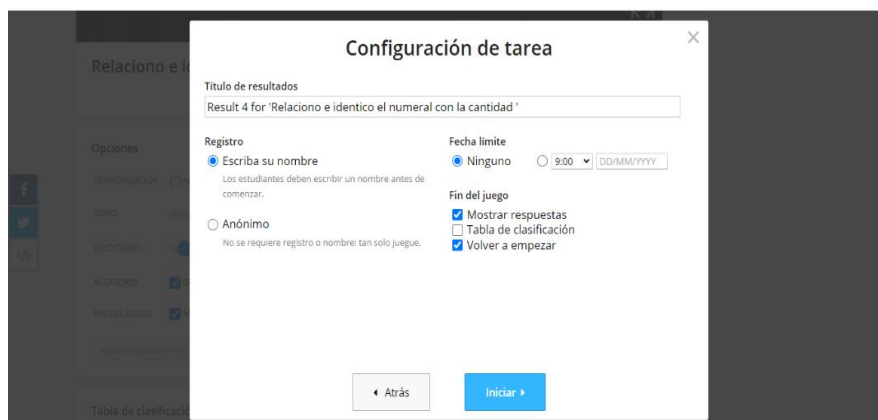 Configuración de tarea
Relaciono e i
Título de resultados
Result 4 for 'Relaciono e identico el numeral con la cantidad '
Registro
Escriba su nombre
Los estudiantes deben escribir un nombre antes de
comenzar.
Anónimo
No se requiere registro o nombre: tan solo juegue.
Fecha límite
Ninguno 9:00 DD/MM/YYYY
Fin del juego
Mostrar respuestas
Tabla de clasificación
Volver a empezar
Opciones
TEMPORIZADOR
VIDAS
VELOCIDAD
ALEATORIO
FIN DEL JUEGO
Atrás
Iniciar
Tabla de clasificació